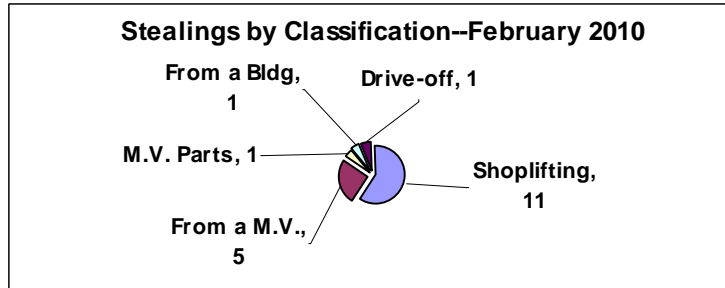 Stealings by Classification--February 2010
From a Bldg,
1
Drive-off, 1
M.V. Parts, 1
Shoplifting,
11
From a M.V.,
5